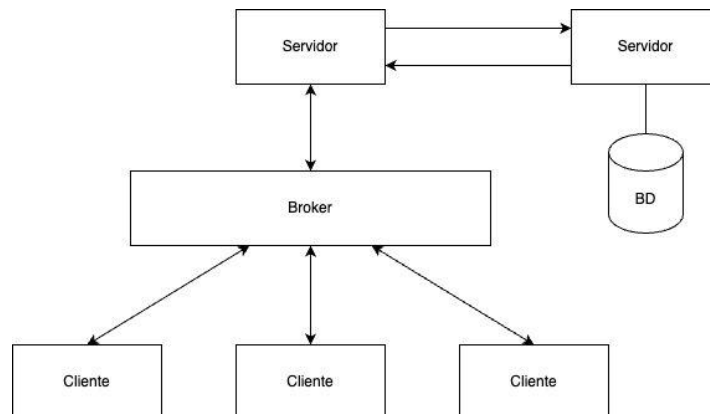 Servidor
Servidor
BD
Broker
Cliente
Cliente
Cliente